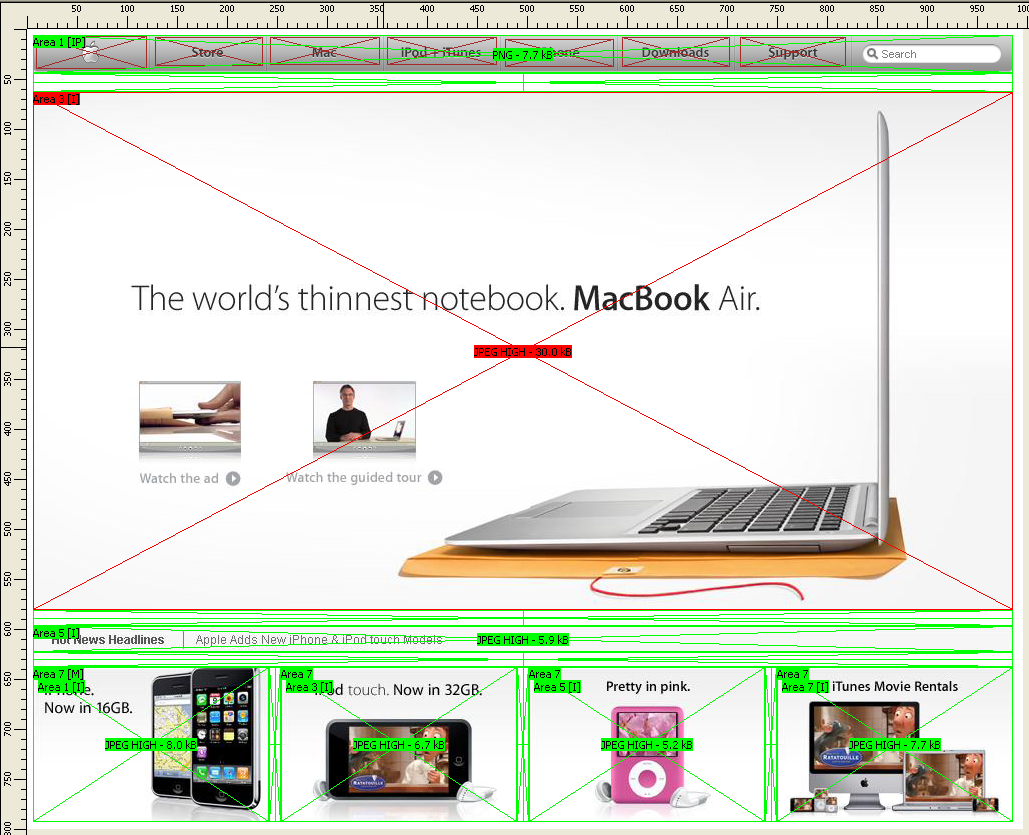 50 100 150 200 250 300 350 400 450 500 550 600 650 700 750 800 850 900 950
50 100 150 200 250 300 350 400 450 500 550 600 650 700 750 800
Area 1 [IP]
Store Mac iPod + iTunes PNG - 7.7 kB Downloads Support Search
Area 3 [I]
The world's thinnest notebook. MacBook Air.
JPEG HIGH - 30.0 kB
Watch the ad Watch the guided tour
Area 5 [I]
Hot News Headlines Apple Adds New iPhone & iPod touch Models JPEG HIGH - 5.9 kB
Area 7 [M] Area 7 Area 7 Area 7
Area 1 [I] Area 3 [I] touch. Now in 32GB. Area 5 [I] Pretty in pink. Area 7 [I] iTunes Movie Rentals
Now in 16GB.
JPEG HIGH - 8.0 kB JPEG HIGH - 6.7 kB JPEG HIGH - 5.2 kB JPEG HIGH - 7.7 kB
RATATOUILLE RATATOUILLE